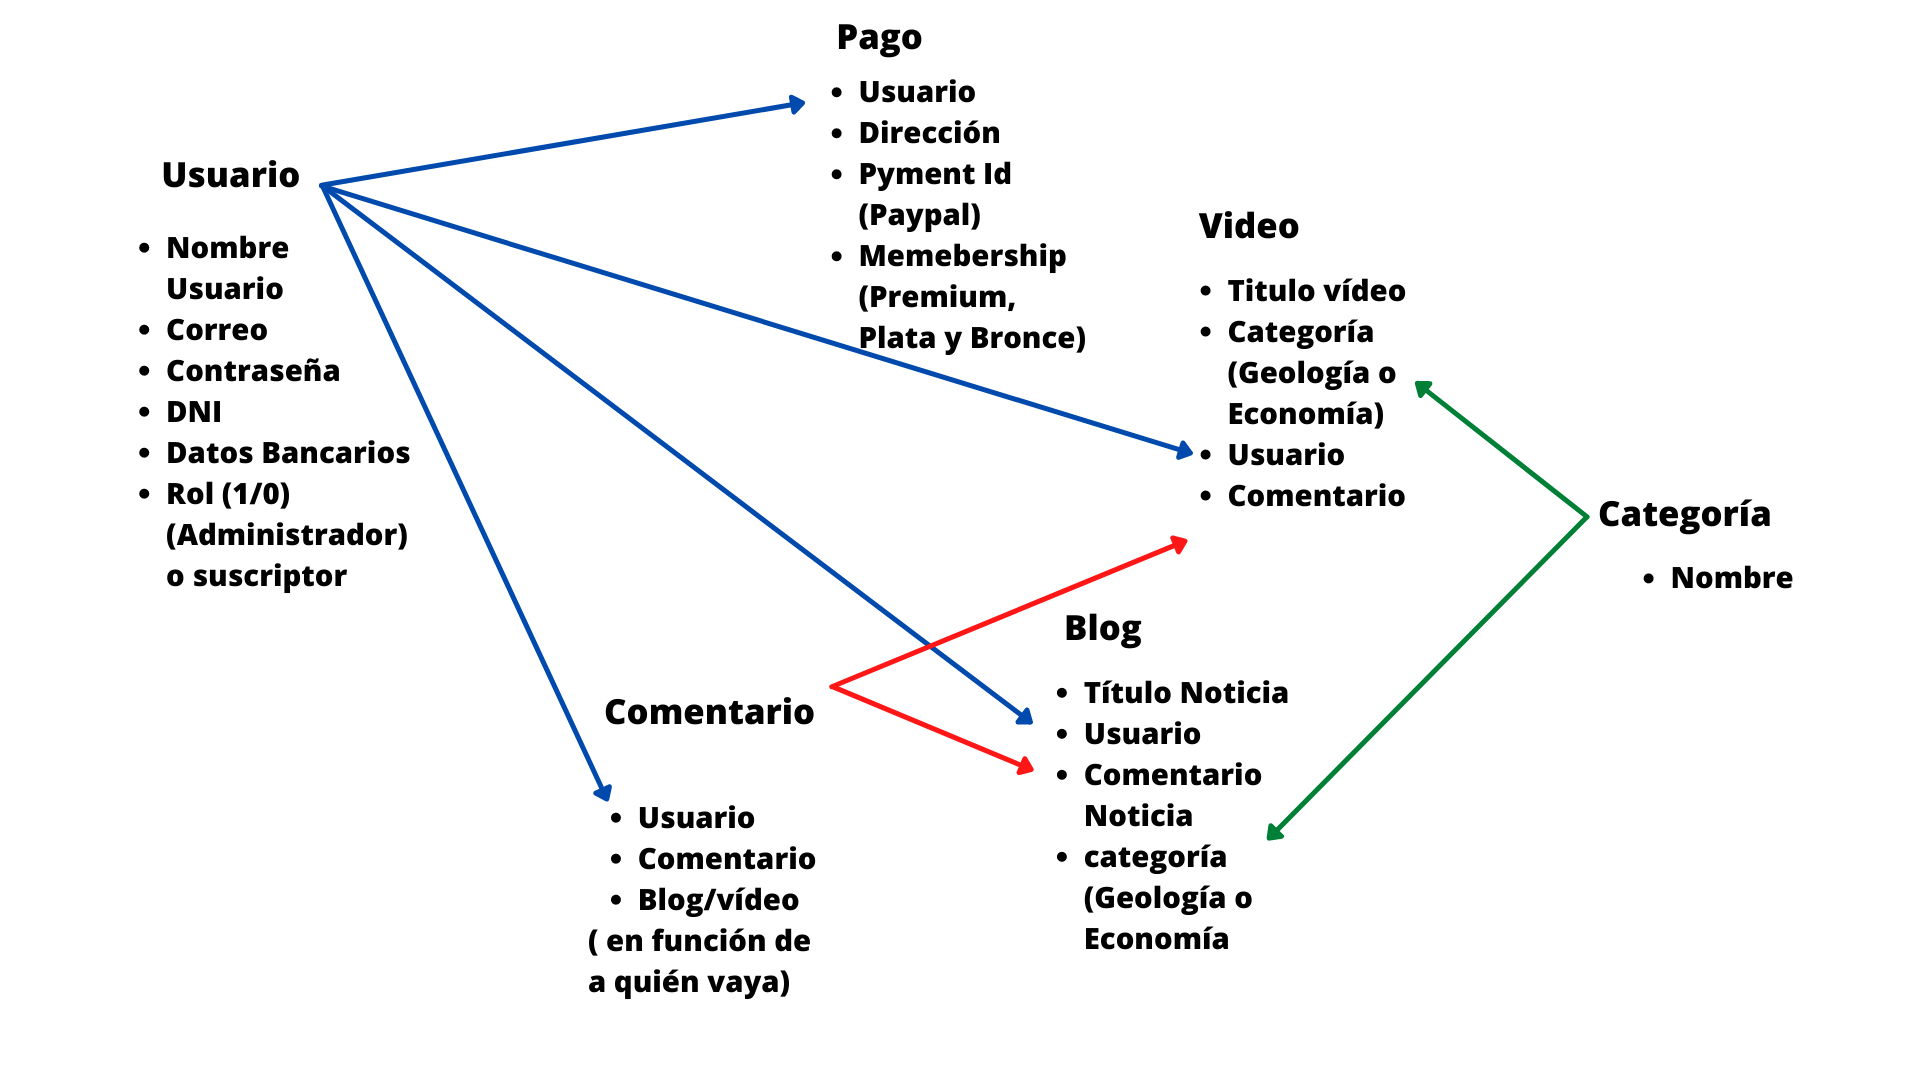 Pago
• Usuario
• Dirección
• Pyment Id
(Paypal)
• Memebership
(Premium,
Plata y Bronce)
Usuario
• Nombre
Usuario
• Correo
• Contraseña
• DNI
• Datos Bancarios
• Rol (1/0)
(Administrador)
o suscriptor
Video
• Titulo vídeo
• Categoría
(Geología o
Economía)
• Usuario
• Comentario
Categoría
• Nombre
Blog
• Título Noticia
• Usuario
• Comentario
Noticia
• categoría
(Geología o
Economía
Comentario
• Usuario
• Comentario
• Blog/vídeo
( en función de
a quién vaya)